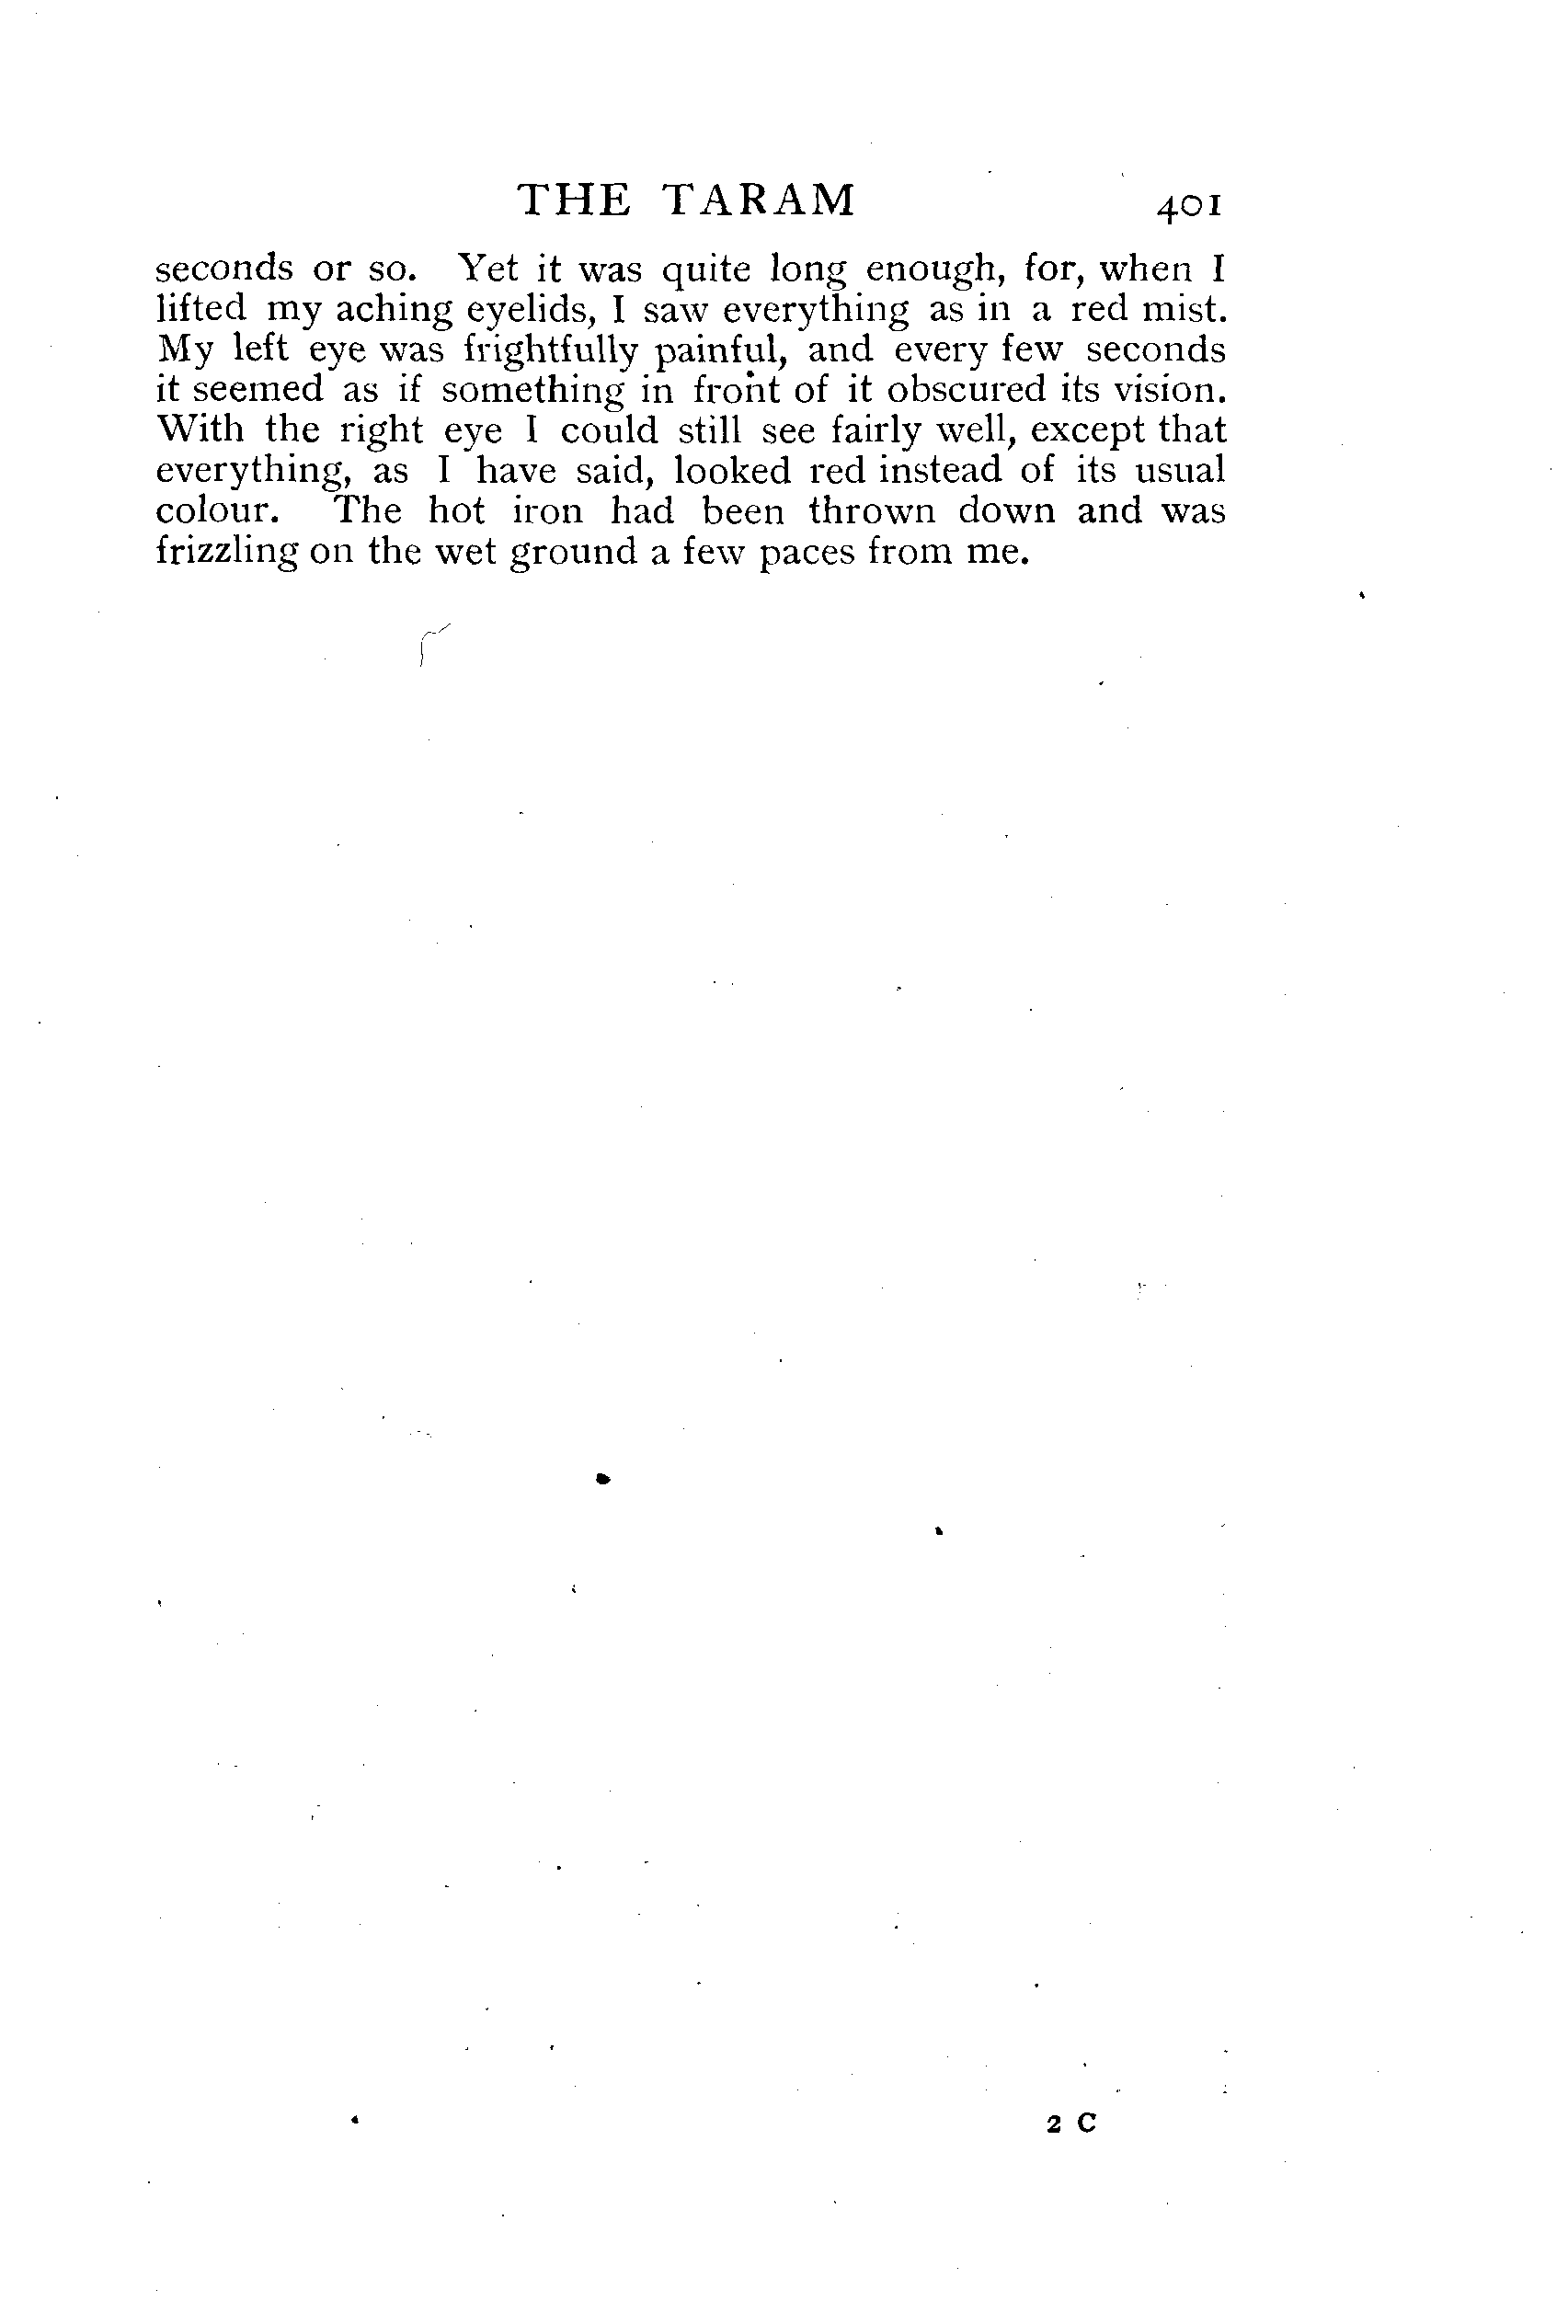 THE TARAM 401
seconds or so. Yet it was quite long enough, for, when I
lifted my aching eyelids, I saw everything as in a red mist.
My left eye was frightfully painful, and every few seconds
it seemed as if something in front of it obscured its vision.
With the right eye I could still see fairly well, except that
everything, as I have said, looked red instead of its usual
colour. The hot iron had been thrown down and was
frizzling on the wet ground a few paces from me.
2 C